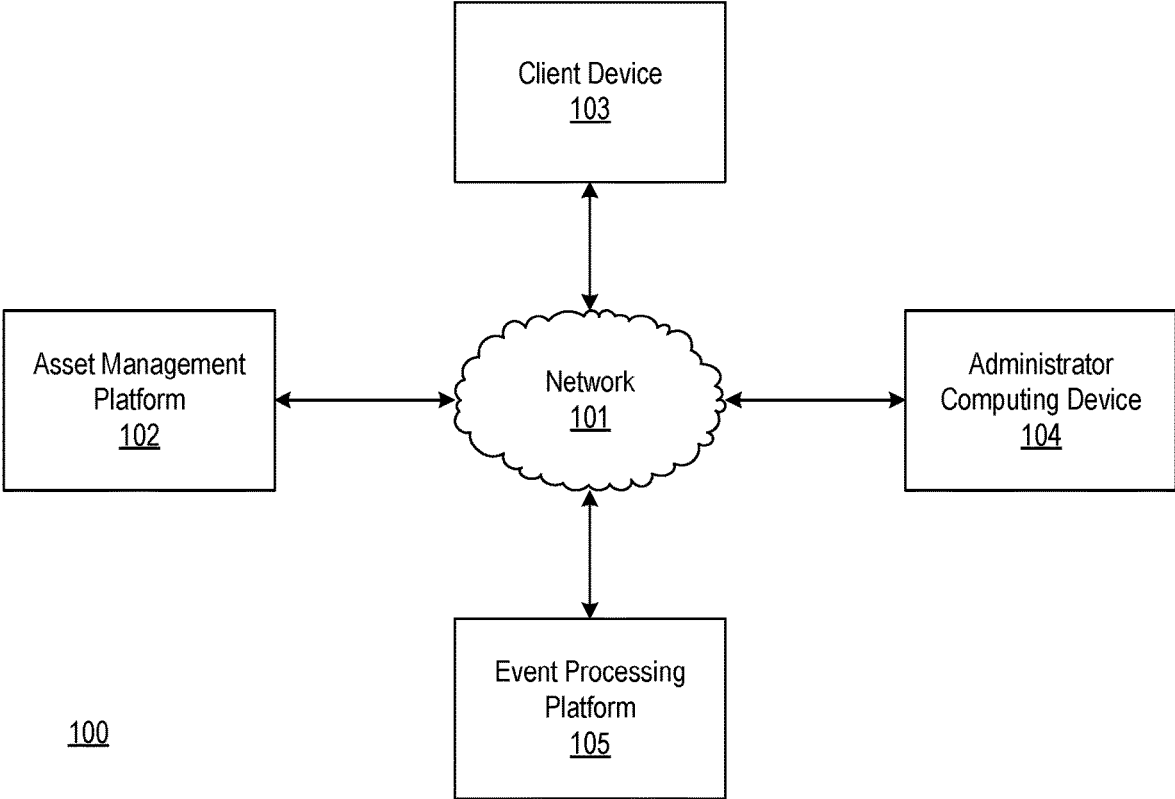 Client Device
103
Asset Management
Platform
102
Network
101
Administrator
Computing Device
104
Event Processing
Platform
105
100